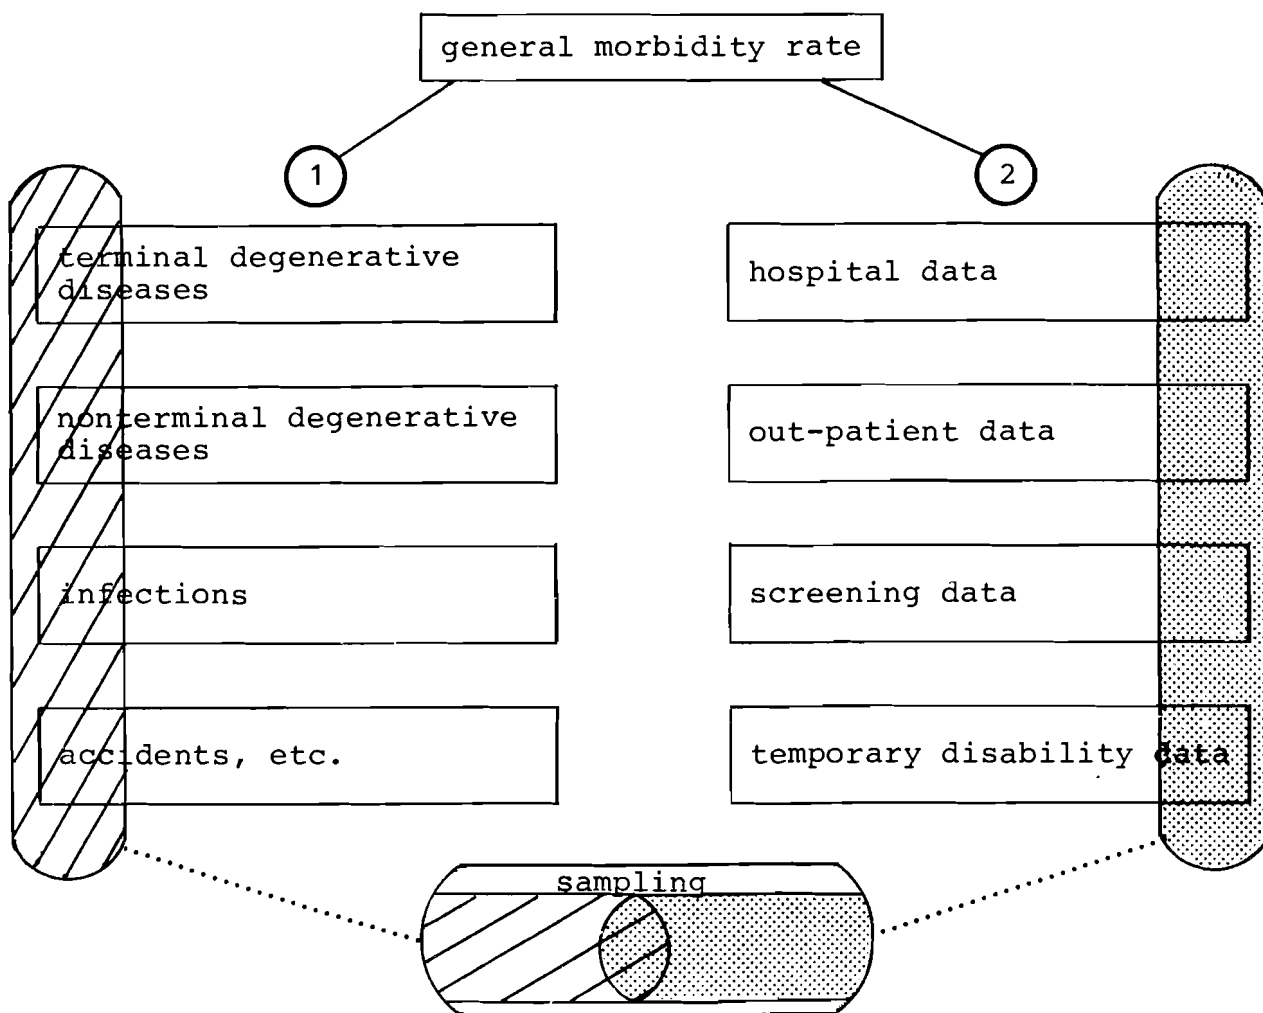 general morbidity rate
1
2
terminal degenerative
diseases
nonterminal degenerative
diseases
infections
accidents, etc.
hospital data
out-patient data
screening data
temporary disability data
sampling